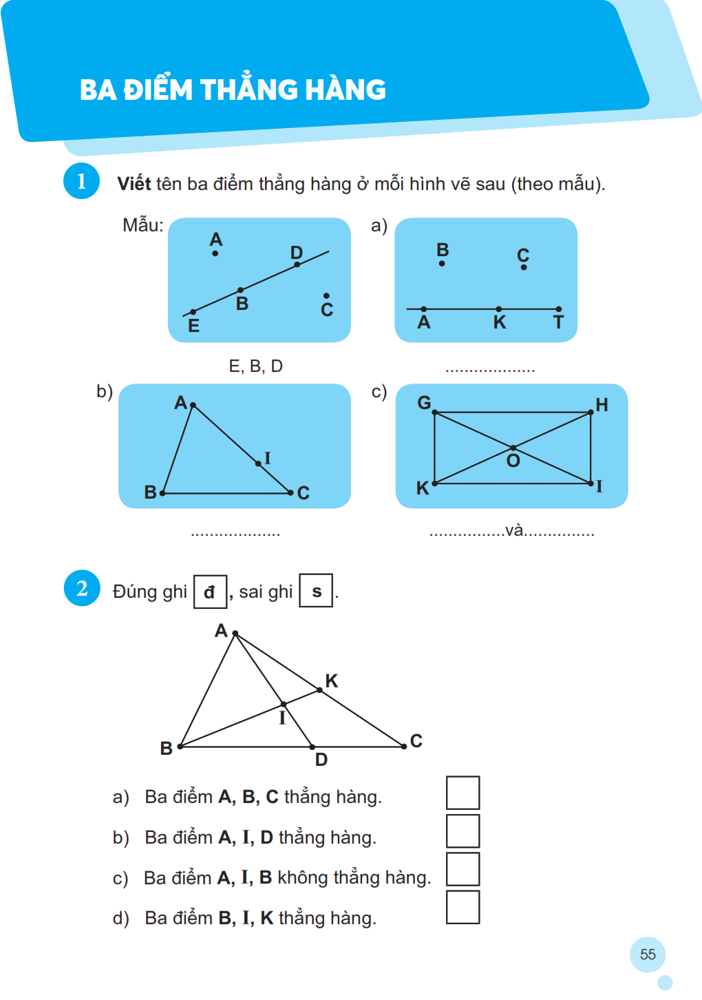 BA ĐIỂM THẲNG HÀNG
1 Viết tên ba điểm thẳng hàng ở mỗi hình vẽ sau (theo mẫu).
Mẫu:
A
D
B
C
E
E, B, D
a)
B
C
A K T
...................
b)
A
I
B
C
...................
c)
G
H
O
K
I
................và...............
2 Đúng ghi đ, sai ghi s.
A
K
I
B
C
D
a) Ba điểm A, B, C thẳng hàng.
b) Ba điểm A, I, D thẳng hàng.
c) Ba điểm A, I, B không thẳng hàng.
d) Ba điểm B, I, K thẳng hàng.
55